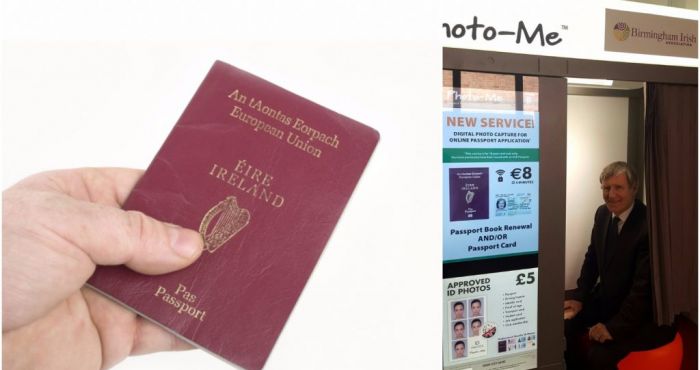 An tAontas Eorpach
European Union
ÉIRE
IRELAND
Pas
Passport
Photo-Me™
Birmingham Irish
ASSOCIATION
Photo-Me
NEW SERVICE!
DIGITAL PHOTO CAPTURE FOR
ONLINE PASSPORT APPLICATION*
€8
Passport Book Renewal
AND/OR
Passport Card
APPROVED
ID PHOTOS
£5